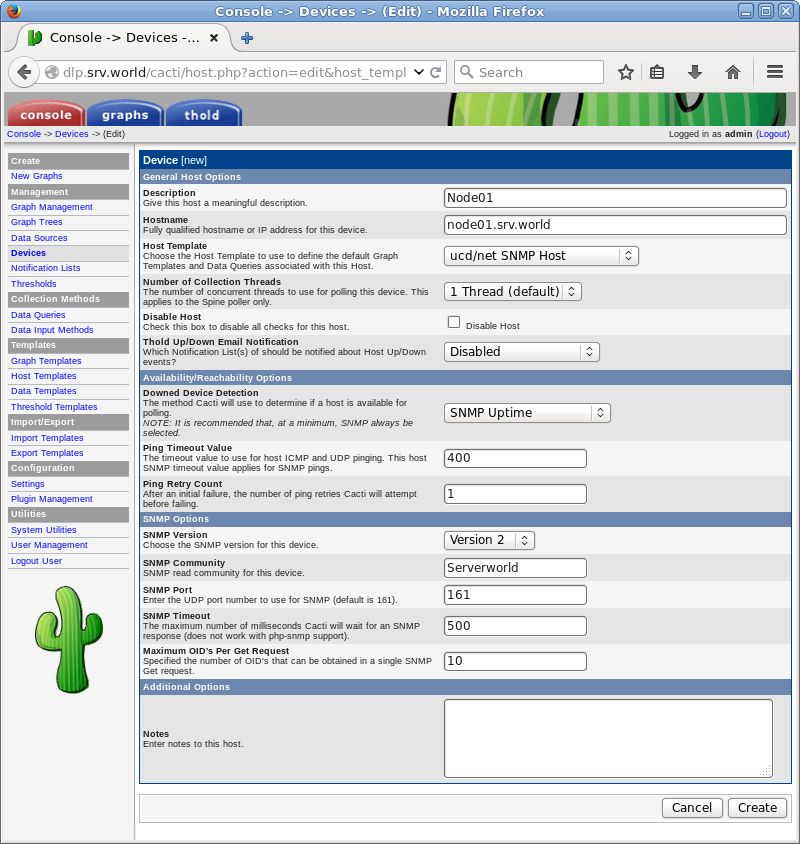 Console -> Devices -> (Edit) - Mozilla Firefox
Console -> Devices -...
dlp.srv.world/cacti/host.php?action=edit&host_templ
Search
console
graphs
thold
Console -> Devices -> (Edit)
Logged in as admin (Logout)
Create
New Graphs
Management
Graph Management
Graph Trees
Data Sources
Devices
Notification Lists
Thresholds
Collection Methods
Data Queries
Data Input Methods
Templates
Graph Templates
Host Templates
Data Templates
Threshold Templates
Import/Export
Import Templates
Export Templates
Configuration
Settings
Plugin Management
Utilities
System Utilities
User Management
Logout User
Device [new]
General Host Options
Description
Give this host a meaningful description.
Node01
Hostname
Fully qualified hostname or IP address for this device.
node01.srv.world
Host Template
Choose the Host Template to use to define the default Graph
Templates and Data Queries associated with this Host.
ucd/net SNMP Host
Number of Collection Threads
The number of concurrent threads to use for polling this device. This
applies to the Spine poller only.
1 Thread (default)
Disable Host
Check this box to disable all checks for this host.
Disable Host
Thold Up/Down Email Notification
Which Notification List(s) of should be notified about Host Up/Down
events?
Disabled
Availability/Reachability Options
Downed Device Detection
The method Cacti will use to determine if a host is available for
polling.
NOTE: It is recommended that, at a minimum, SNMP always be
selected.
SNMP Uptime
Ping Timeout Value
The timeout value to use for host ICMP and UDP pinging. This host
SNMP timeout value applies for SNMP pings.
400
Ping Retry Count
After an initial failure, the number of ping retries Cacti will attempt
before failing.
1
SNMP Options
SNMP Version
Choose the SNMP version for this device.
Version 2
SNMP Community
SNMP read community for this device.
Serverworld
SNMP Port
Enter the UDP port number to use for SNMP (default is 161).
161
SNMP Timeout
The maximum number of milliseconds Cacti will wait for an SNMP
response (does not work with php-snmp support).
500
Maximum OID's Per Get Request
Specified the number of OID's that can be obtained in a single SNMP
Get request.
10
Additional Options
Notes
Enter notes to this host.
Cancel
Create